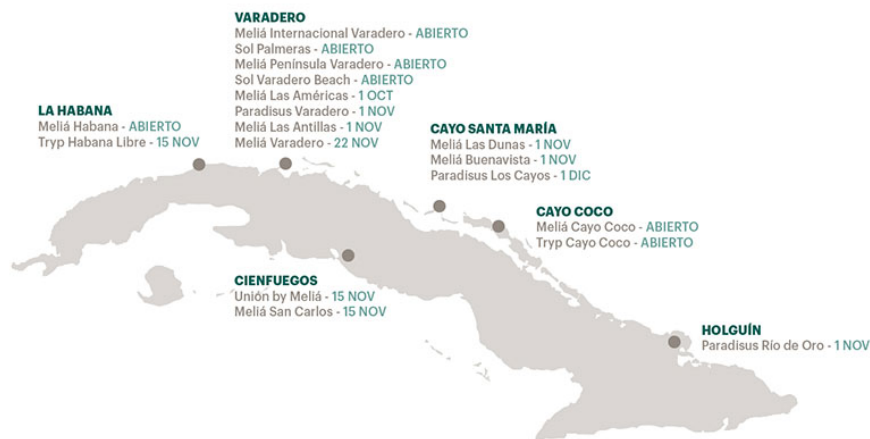 VARADERO
Meliá Internacional Varadero - ABIERTO
Sol Palmeras - ABIERTO
Meliá Península Varadero - ABIERTO
Sol Varadero Beach - ABIERTO
Meliá Las Américas - 1 OCT
Paradisus Varadero - 1 NOV
Meliá Las Antillas - 1 NOV
Meliá Varadero - 22 NOV
LA HABANA
Meliá Habana - ABIERTO
Tryp Habana Libre - 15 NOV
CAYO SANTA MARÍA
Meliá Las Dunas - 1 NOV
Meliá Buenavista - 1 NOV
Paradisus Los Cayos - 1 DIC
CAYO COCO
Meliá Cayo Coco - ABIERTO
Tryp Cayo Coco - ABIERTO
CIENFUEGOS
Unión by Meliá - 15 NOV
Meliá San Carlos - 15 NOV
HOLGUÍN
Paradisus Río de Oro - 1 NOV